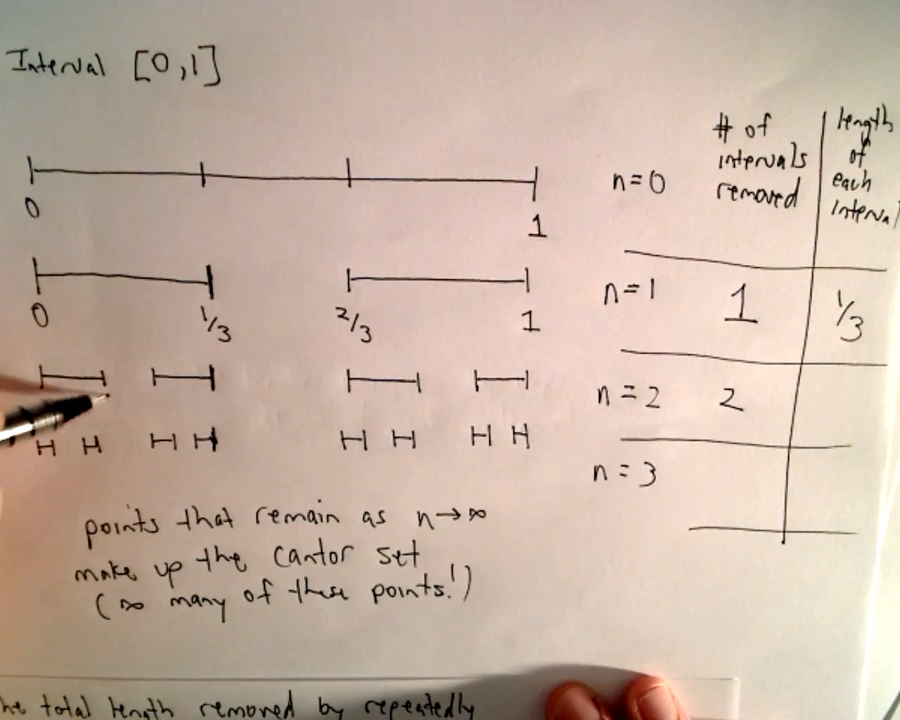 Interval [0,1]
0
1
0
1/3
2/3
1
# of intervals removed
length of each interval
n=0
n=1 1 1/3
n=2 2
n=3
points that remain as n→∞
make up the cantor set
(∞ many of these points!)
he total length removed by repeatedly